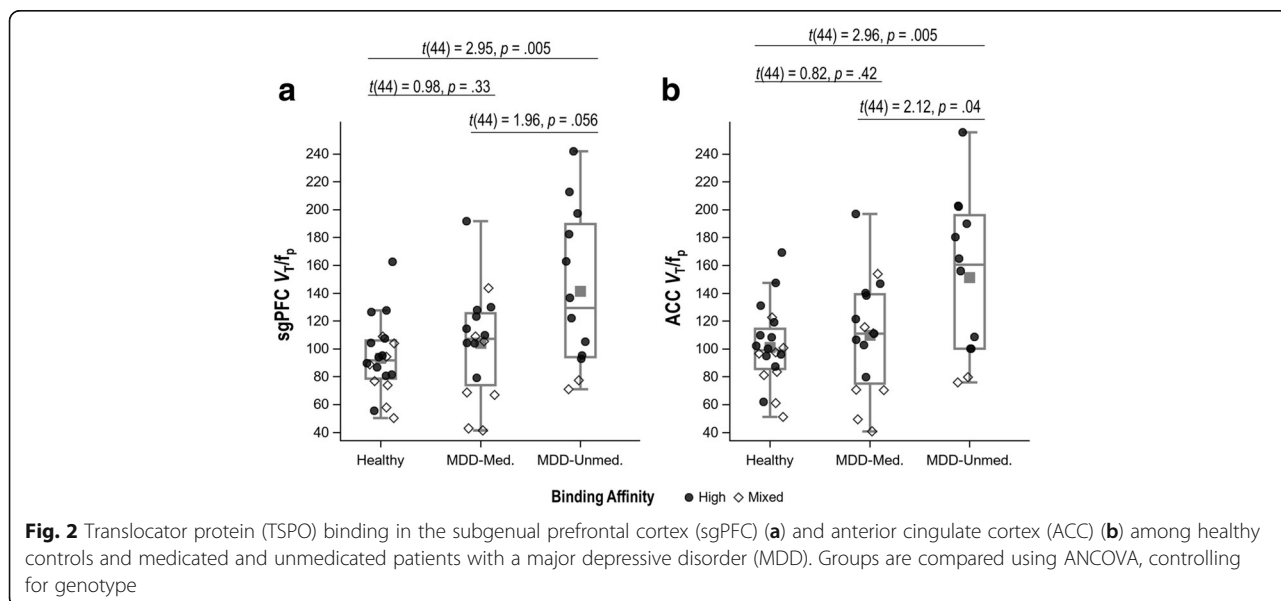 t(44) = 2.95, p = .005
a
t(44) = 0.98, p = .33
t(44) = 1.96, p = .056
sgPFC V_T/f_p
240
220
200
180
160
140
120
100
80
60
40
Healthy
MDD-Med.
MDD-Unmed.
t(44) = 2.96, p = .005
b
t(44) = 0.82, p = .42
t(44) = 2.12, p = .04
ACC V_T/f_p
240
220
200
180
160
140
120
100
80
60
40
Healthy
MDD-Med.
MDD-Unmed.
Binding Affinity ● High ◇ Mixed
Fig. 2 Translocator protein (TSPO) binding in the subgenual prefrontal cortex (sgPFC) (a) and anterior cingulate cortex (ACC) (b) among healthy
controls and medicated and unmedicated patients with a major depressive disorder (MDD). Groups are compared using ANCOVA, controlling
for genotype